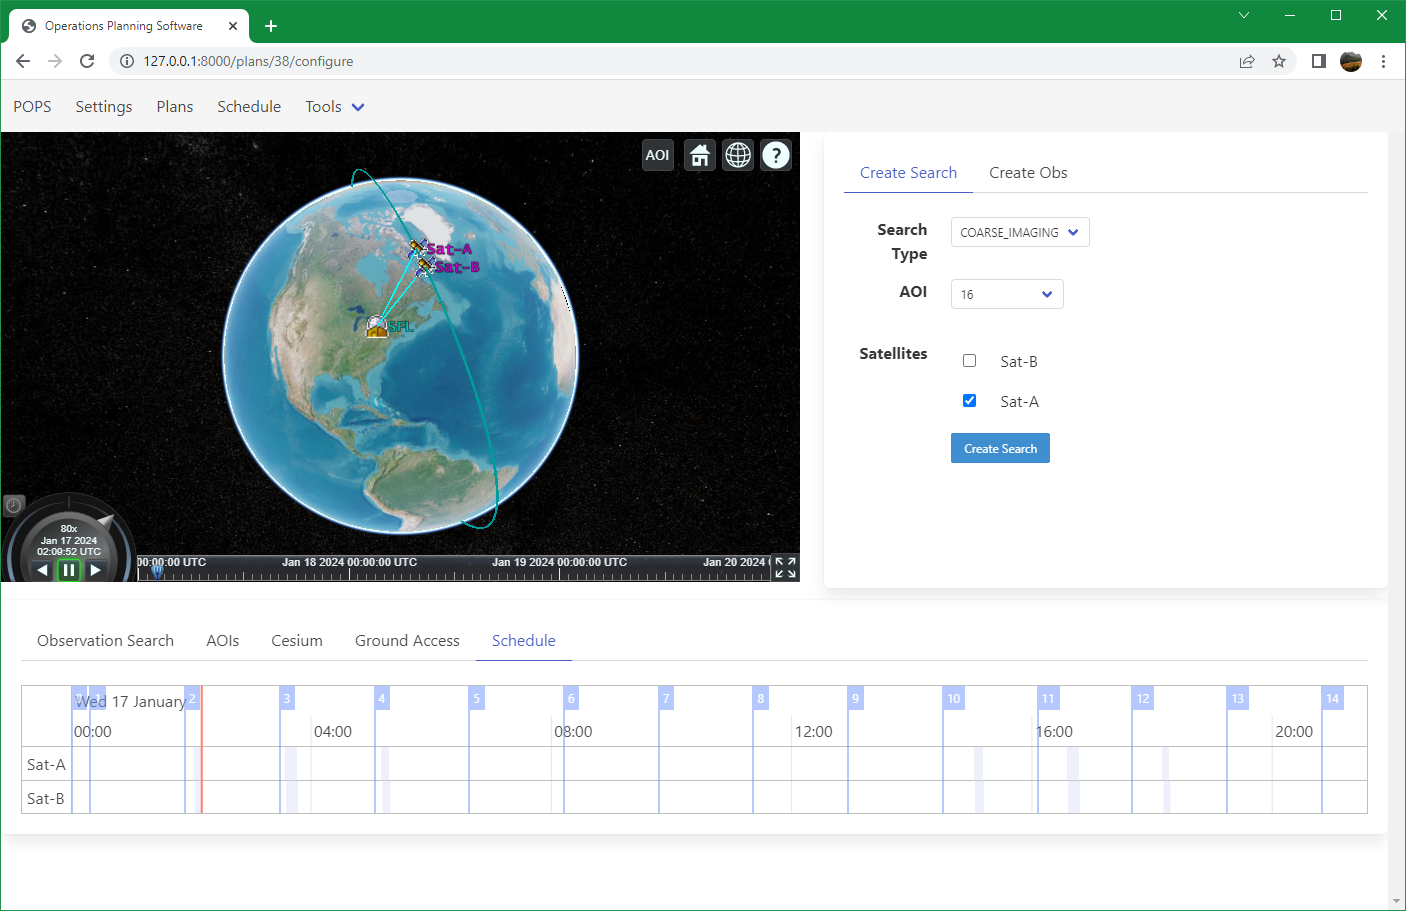 Operations Planning Software
127.0.0.1:8000/plans/38/configure
POPS Settings Plans Schedule Tools
AOI ?
Sat-A
Sat-B
SFL
80x
Jan 17 2024
02:09:52 UTC
00:00:00 UTC Jan 18 2024 00:00:00 UTC Jan 19 2024 00:00:00 UTC Jan 20 2024
Create Search Create Obs
Search Type COARSE_IMAGING
AOI 16
Satellites Sat-B
Sat-A
Create Search
Observation Search AOIs Cesium Ground Access Schedule
Wed 17 January
1 2 3 4 5 6 7 8 9 10 11 12 13 14
00:00 04:00 08:00 12:00 16:00 20:00
Sat-A
Sat-B